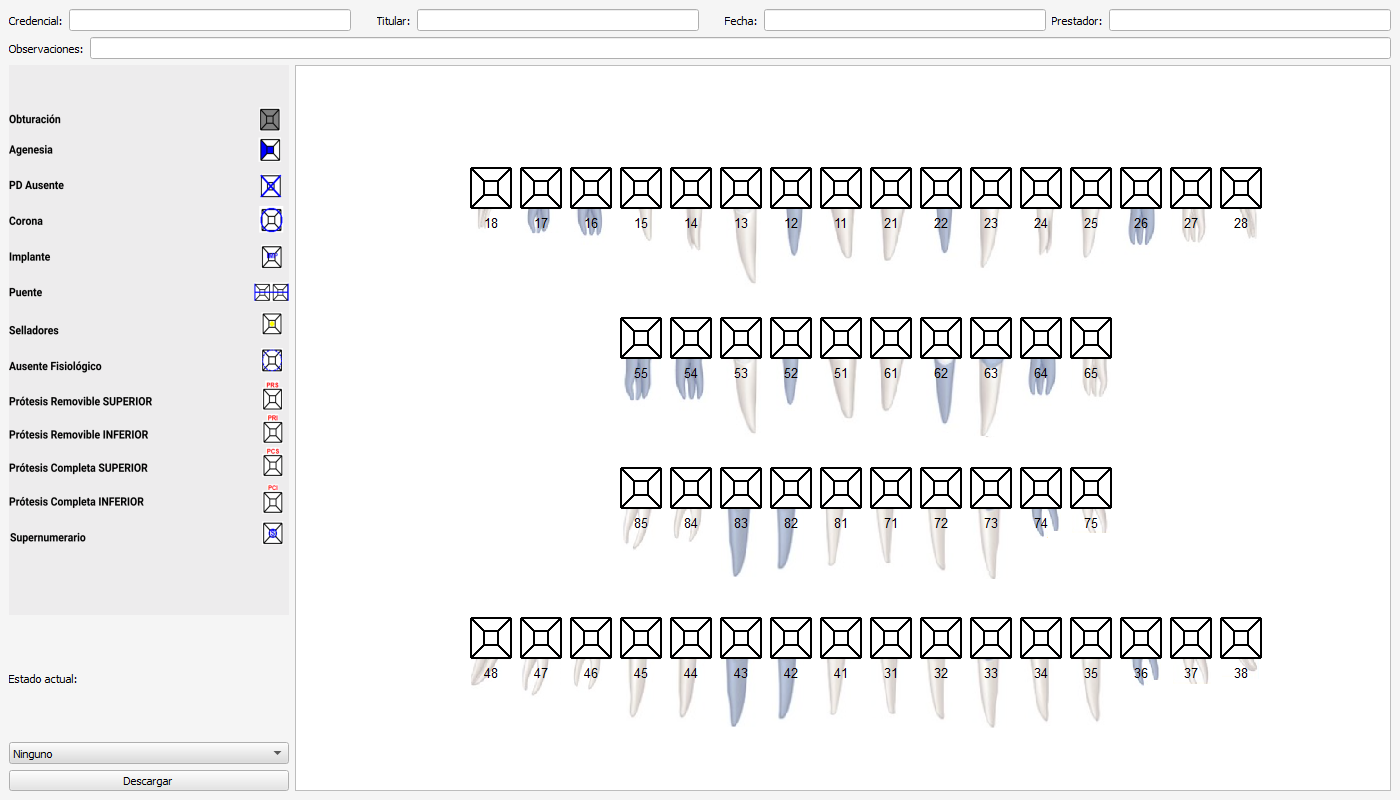 Credencial: Titular: Fecha: Prestador:
Observaciones:
Obturación
Agenesia
PD Ausente
Corona
Implante
IMP
Puente
Selladores
Ausente Fisiológico
PRS
Prótesis Removible SUPERIOR
PRI
Prótesis Removible INFERIOR
PCS
Prótesis Completa SUPERIOR
PCI
Prótesis Completa INFERIOR
Supernumerario
S
18 17 16 15 14 13 12 11 21 22 23 24 25 26 27 28
55 54 53 52 51 61 62 63 64 65
85 84 83 82 81 71 72 73 74 75
48 47 46 45 44 43 42 41 31 32 33 34 35 36 37 38
Estado actual:
Ninguno
Descargar